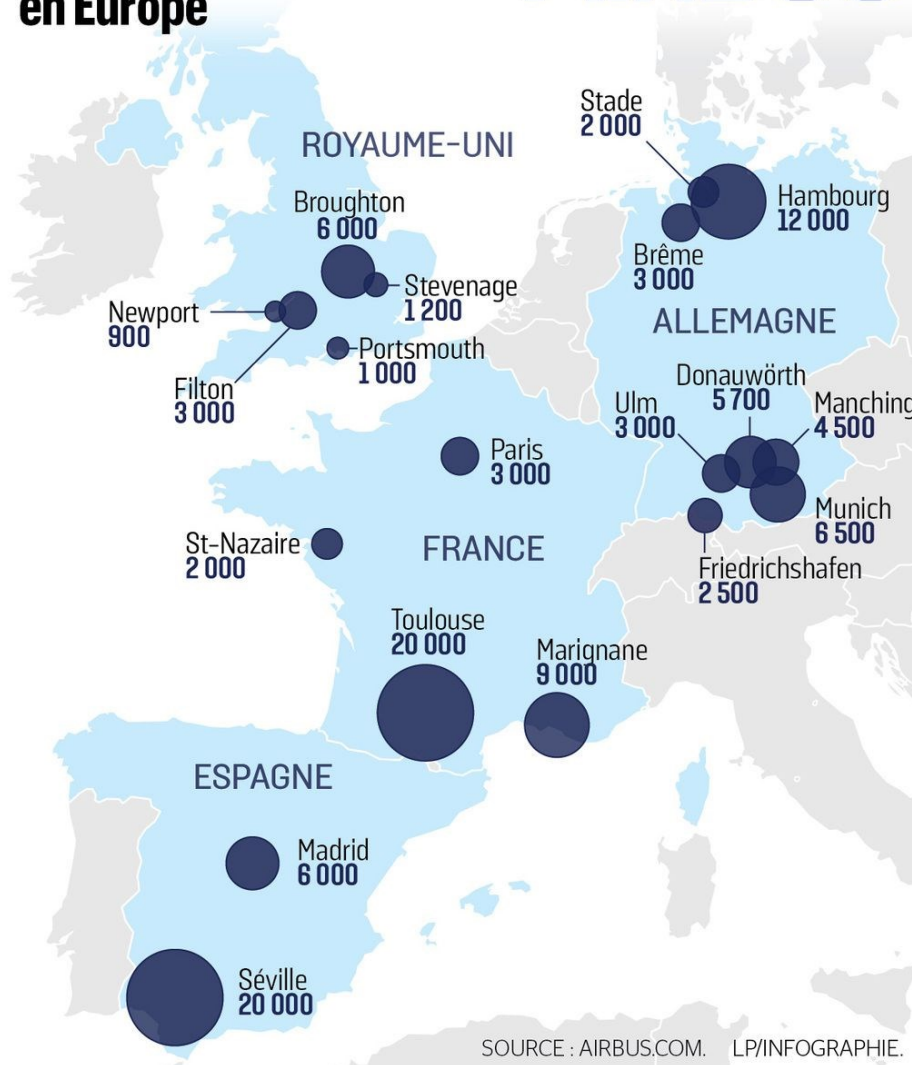 en Europe
Stade
2 000
ROYAUME-UNI
Hambourg
12 000
Broughton
6 000
Brême
3 000
Stevenage
1 200
Newport
900
ALLEMAGNE
Portsmouth
1 000
Filton
3 000
Donauwörth
5 700
Ulm
3 000
Manching
4 500
Paris
3 000
Munich
6 500
St-Nazaire
2 000
FRANCE
Friedrichshafen
2 500
Toulouse
20 000
Marignane
9 000
ESPAGNE
Madrid
6 000
Séville
20 000
SOURCE : AIRBUS.COM. LP/INFOGRAPHIE.